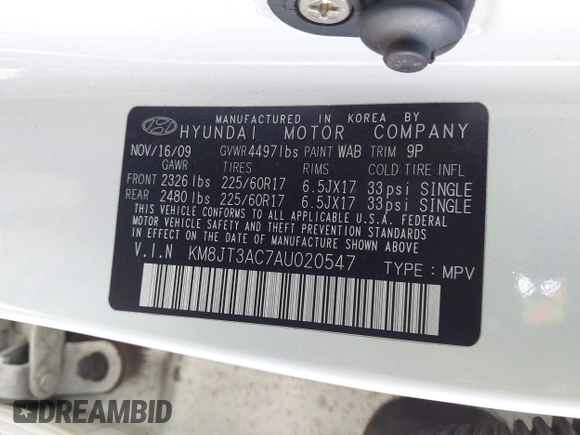 MANUFACTURED IN KOREA BY
HYUNDAI MOTOR COMPANY
NOV/16/09 GVWR 4497lbs PAINT WAB TRIM 9P
GAWR TIRES RIMS COLD TIRE INFL
FRONT 2326 lbs 225/60R17 6.5JX17 33psi SINGLE
REAR 2480 lbs 225/60R17 6.5JX17 33psi SINGLE
THIS VEHICLE CONFORMS TO ALL APPLICABLE U.S.A. FEDERAL
MOTOR VEHICLE SAFETY, BUMPER, AND THEFT PREVENTION STANDARDS
IN EFFECT ON THE DATE OF MANUFACTURE SHOWN ABOVE.
V.I.N KM8JT3AC7AU020547 TYPE : MPV
DREAMBID